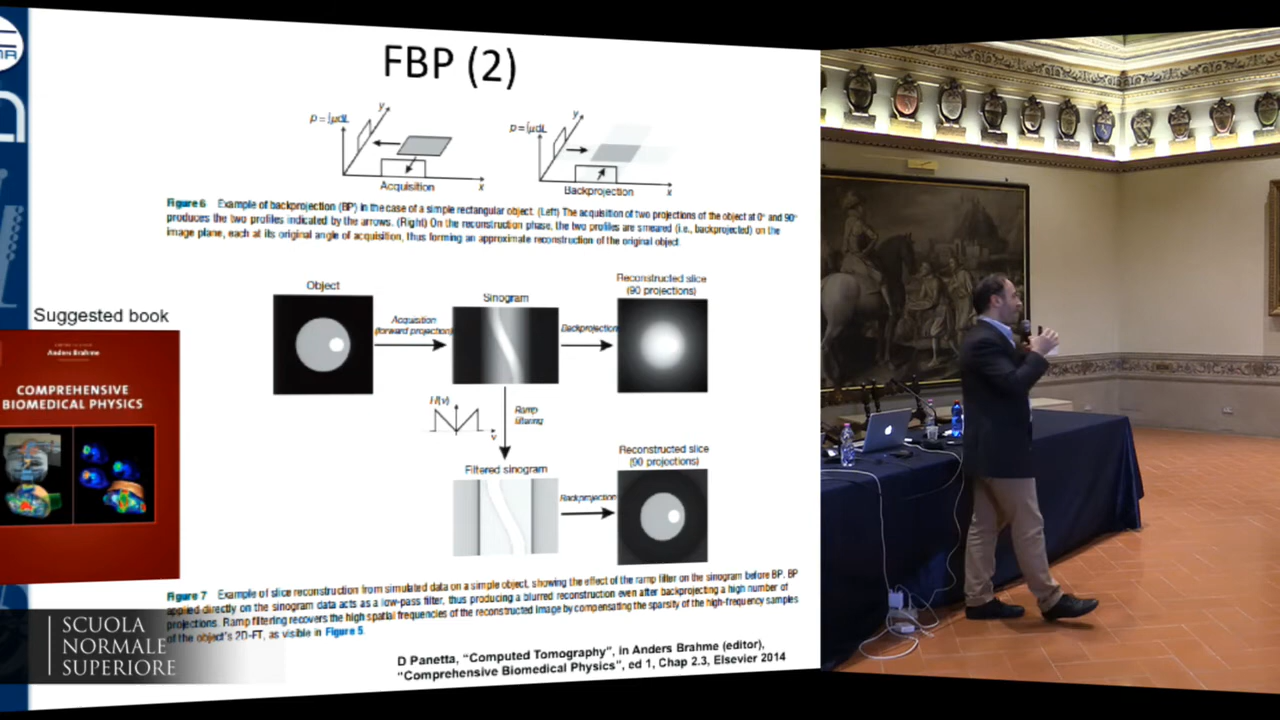 FBP (2)
p=∫μdL
y
x
Acquisition
p=∫μdL
y
x
Backprojection
Figure 6 Example of backprojection (BP) in the case of a simple rectangular object. (Left) The acquisition of two projections of the object at 0° and 90°
produces the two profiles indicated by the arrows. (Right) On the reconstruction phase, the two profiles are smeared (i.e., backprojected) on the
image plane, each at its original angle of acquisition, thus forming an approximate reconstruction of the original object.
Object
Acquisition
(forward projection)
Sinogram
Backprojection
Reconstructed slice
(90 projections)
H(ν)
ν
Ramp
filtering
Filtered sinogram
Backprojection
Reconstructed slice
(90 projections)
Figure 7 Example of slice reconstruction from simulated data on a simple object, showing the effect of the ramp filter on the sinogram before BP. BP
applied directly on the sinogram data acts as a low-pass filter, thus producing a blurred reconstruction even after backprojecting a high number of
projections. Ramp filtering recovers the high spatial frequencies of the reconstructed image by compensating the sparsity of the high-frequency samples
of the object's 2D-FT, as visible in Figure 5.
D Panetta, “Computed Tomography”, in Anders Brahme (editor),
“Comprehensive Biomedical Physics”, ed 1, Chap 2.3, Elsevier 2014
Suggested book
Anders Brahme
COMPREHENSIVE
BIOMEDICAL PHYSICS
SCUOLA
NORMALE
SUPERIORE